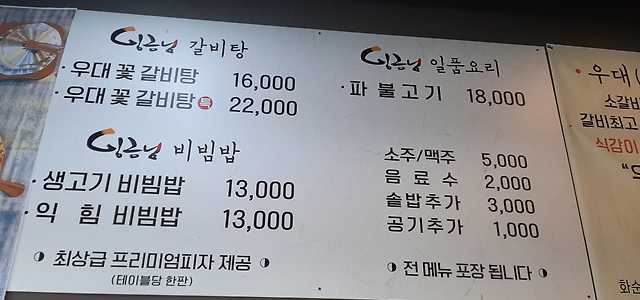 임금님 갈비탕
· 우대 꽃 갈비탕 16,000
· 우대 꽃 갈비탕 특 22,000
임금님 비빔밥
· 생고기 비빔밥 13,000
· 익 힘 비빔밥 13,000
최상급 프리미엄피자 제공
(테이블당 한판)
임금님 일품요리
· 파 불고기 18,000
소주/맥주 5,000
음 료 수 2,000
솥밥추가 3,000
공기추가 1,000
전 메뉴 포장 됩니다
• 우대
소갈비
갈비최고
식감이
화순